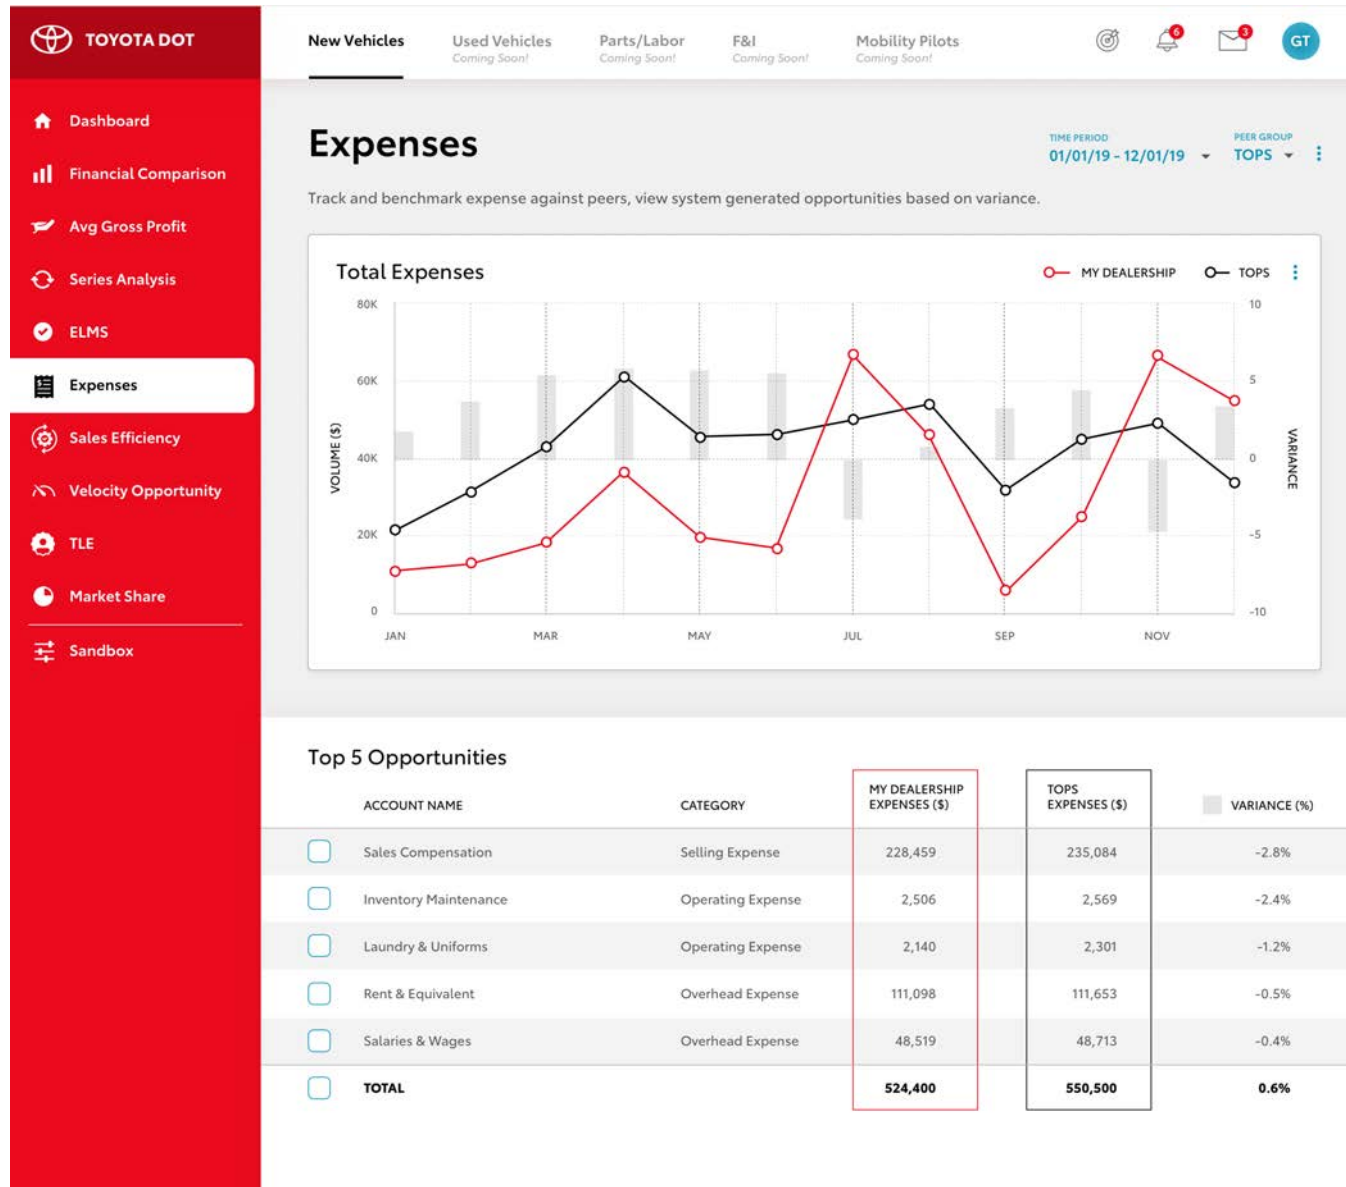 TOYOTA DOT
New Vehicles
Used Vehicles
Coming Soon!
Parts/Labor
Coming Soon!
F&I
Coming Soon!
Mobility Pilots
Coming Soon!
6
3
GT
Dashboard
Financial Comparison
Avg Gross Profit
Series Analysis
ELMS
Expenses
Sales Efficiency
Velocity Opportunity
TLE
Market Share
Sandbox
Expenses
TIME PERIOD
01/01/19 - 12/01/19
PEER GROUP
TOPS
Track and benchmark expense against peers, view system generated opportunities based on variance.
Total Expenses
MY DEALERSHIP
TOPS
80K
60K
40K
20K
0
VOLUME ($)
10
5
0
-5
-10
VARIANCE
JAN MAR MAY JUL SEP NOV
Top 5 Opportunities
ACCOUNT NAME CATEGORY MY DEALERSHIP EXPENSES ($) TOPS EXPENSES ($) VARIANCE (%)
Sales Compensation Selling Expense 228,459 235,084 -2.8%
Inventory Maintenance Operating Expense 2,506 2,569 -2.4%
Laundry & Uniforms Operating Expense 2,140 2,301 -1.2%
Rent & Equivalent Overhead Expense 111,098 111,653 -0.5%
Salaries & Wages Overhead Expense 48,519 48,713 -0.4%
TOTAL 524,400 550,500 0.6%